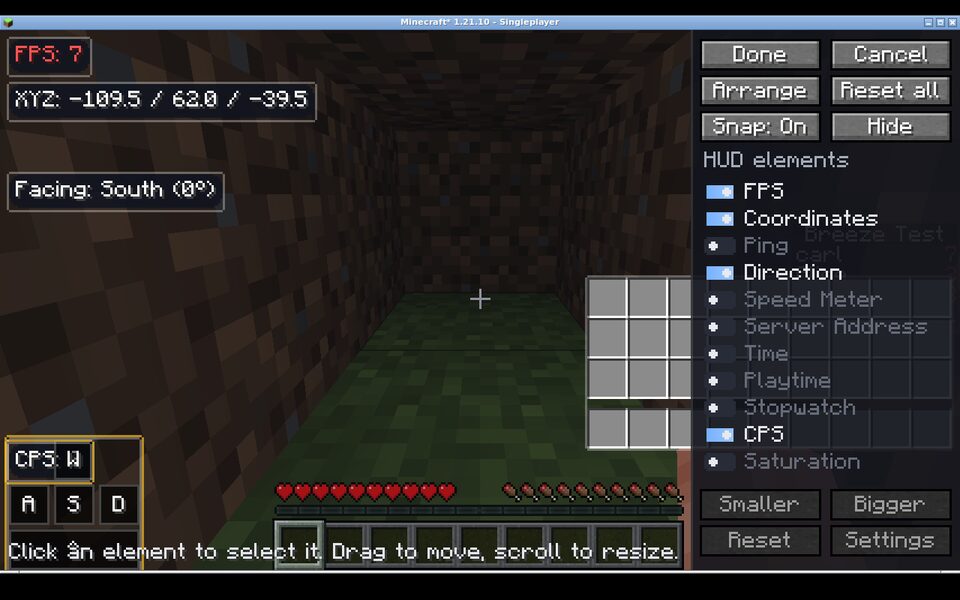 Minecraft* 1.21.10 - Singleplayer
FPS: 7
XYZ: -109.5 / 62.0 / -39.5
Facing: South (0°)
Done
Cancel
Arrange
Reset all
Snap: On
Hide
HUD elements
FPS
Coordinates
Ping
Breeze Test
Direction
Speed Meter
Server Address
Time
Playtime
Stopwatch
CPS
Saturation
CPS: W
A S D
Smaller
Bigger
Reset
Settings
Click an element to select it. Drag to move, scroll to resize.